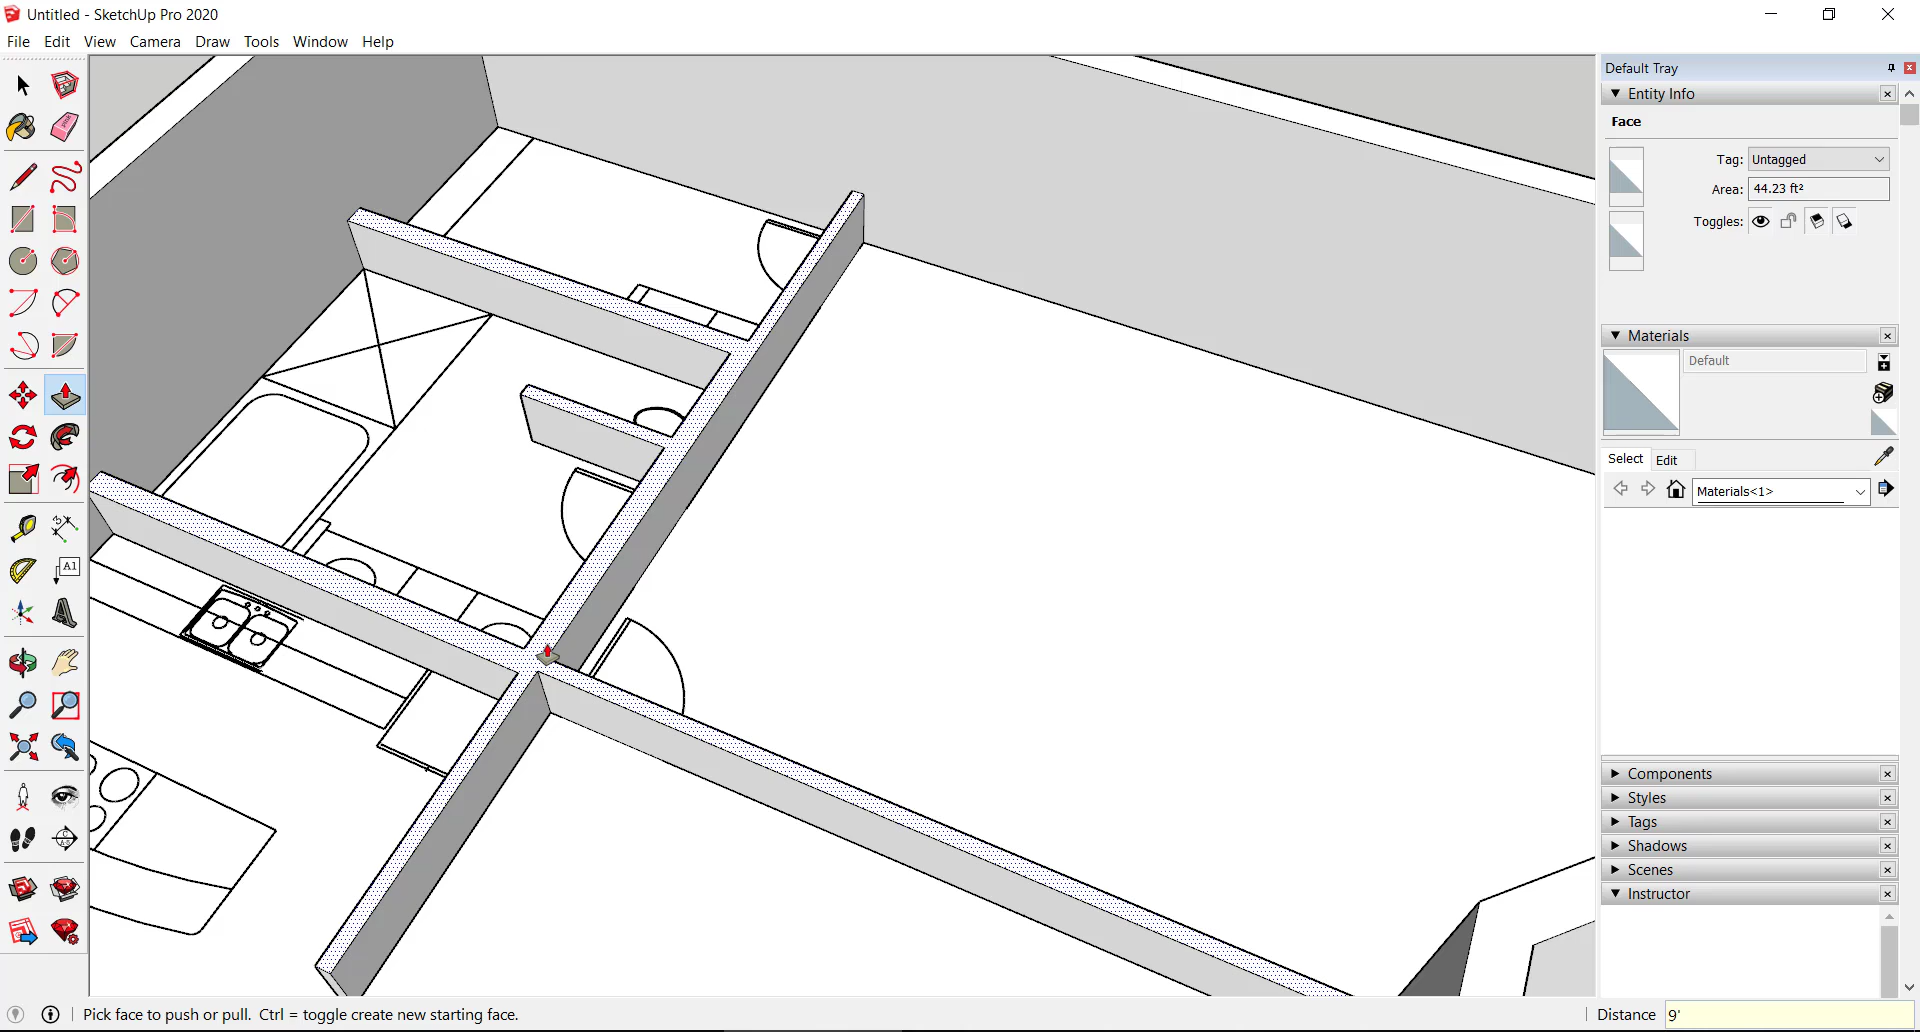 Untitled - SketchUp Pro 2020
File Edit View Camera Draw Tools Window Help
Default Tray
Entity Info
Face
Tag: Untagged
Area: 44.23 ft²
Toggles:
Materials
Default
Select Edit
Materials<1>
A1
Components
Styles
Tags
Shadows
Scenes
Instructor
Pick face to push or pull. Ctrl = toggle create new starting face.
Distance 9'